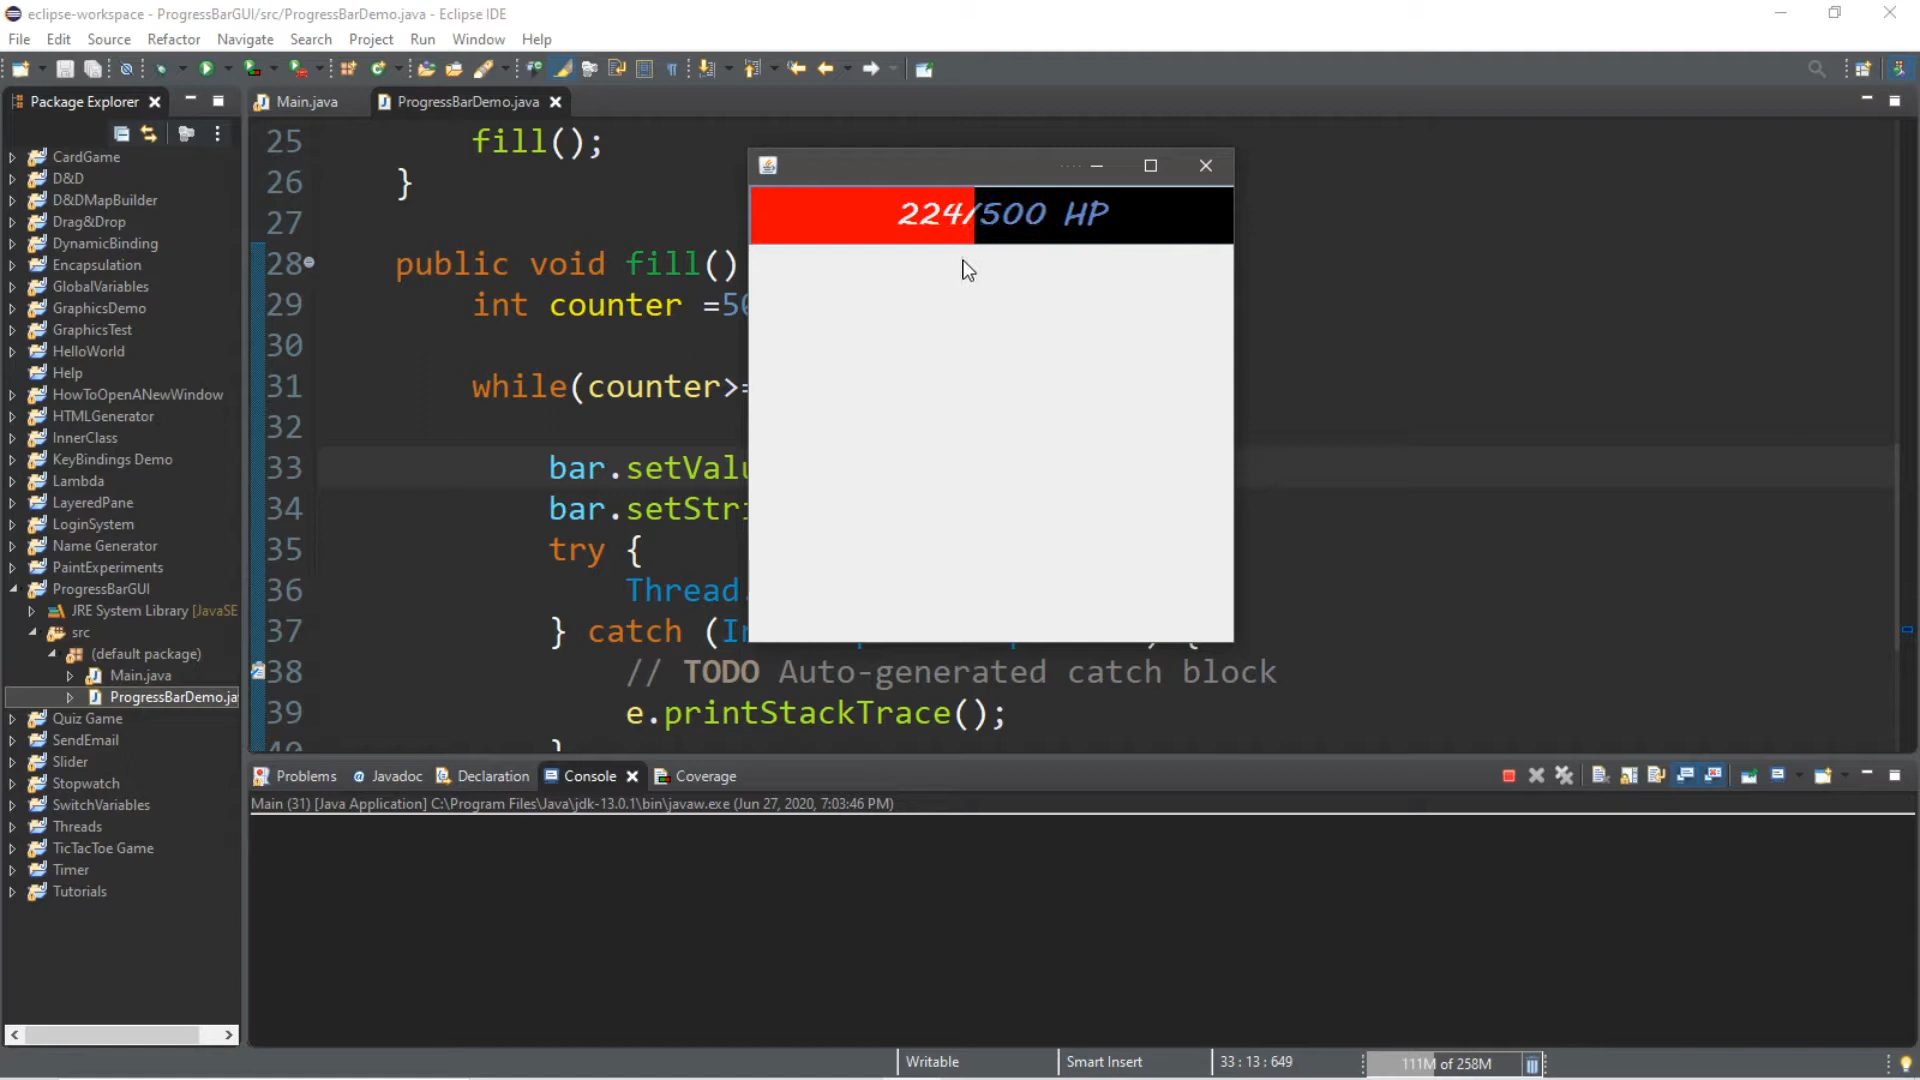 eclipse-workspace - ProgressBarGUI/src/ProgressBarDemo.java - Eclipse IDE
File Edit Source Refactor Navigate Search Project Run Window Help
Package Explorer
Main.java ProgressBarDemo.java
CardGame
D&D
D&DMapBuilder
Drag&Drop
DynamicBinding
Encapsulation
GlobalVariables
GraphicsDemo
GraphicsTest
HelloWorld
Help
HowToOpenANewWindow
HTMLGenerator
InnerClass
KeyBindings Demo
Lambda
LayeredPane
LoginSystem
Name Generator
PaintExperiments
ProgressBarGUI
JRE System Library [JavaSE
src
(default package)
Main.java
ProgressBarDemo.ja
Quiz Game
SendEmail
Slider
Stopwatch
SwitchVariables
Threads
TicTacToe Game
Timer
Tutorials
25 fill();
26 }
27
28 public void fill()
29 int counter =50
30
31 while(counter>=
32
33 bar.setValu
34 bar.setStri
35 try {
36 Thread.
37 } catch (In
38 // TODO Auto-generated catch block
39 e.printStackTrace();
40 }
224/500 HP
Problems @ Javadoc Declaration Console Coverage
Main (31) [Java Application] C:\Program Files\Java\jdk-13.0.1\bin\javaw.exe (Jun 27, 2020, 7:03:46 PM)
Writable Smart Insert 33 : 13 : 649 111M of 258M